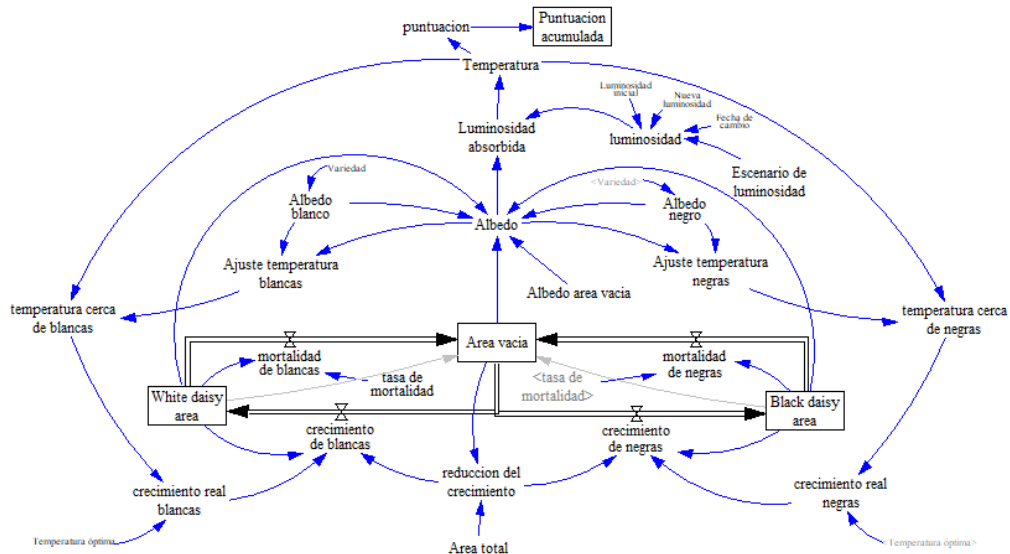 puntuacion
Puntuacion
acumulada
Temperatura
Luminosidad
inicial
Nueva
luminosidad
Fecha de
cambio
Luminosidad
absorbida
luminosidad
Escenario de
luminosidad
Variedad
<Variedad>
Albedo
blanco
Albedo
negro
Albedo
Ajuste temperatura
blancas
Ajuste temperatura
negras
Albedo area vacia
temperatura cerca
de blancas
temperatura cerca
de negras
Area vacia
mortalidad
de blancas
mortalidad
de negras
tasa de
mortalidad
<tasa de
mortalidad>
White daisy
area
Black daisy
area
crecimiento
de blancas
crecimiento
de negras
reduccion del
crecimiento
crecimiento real
blancas
crecimiento real
negras
Temperatura óptima
<Temperatura óptima>
Area total